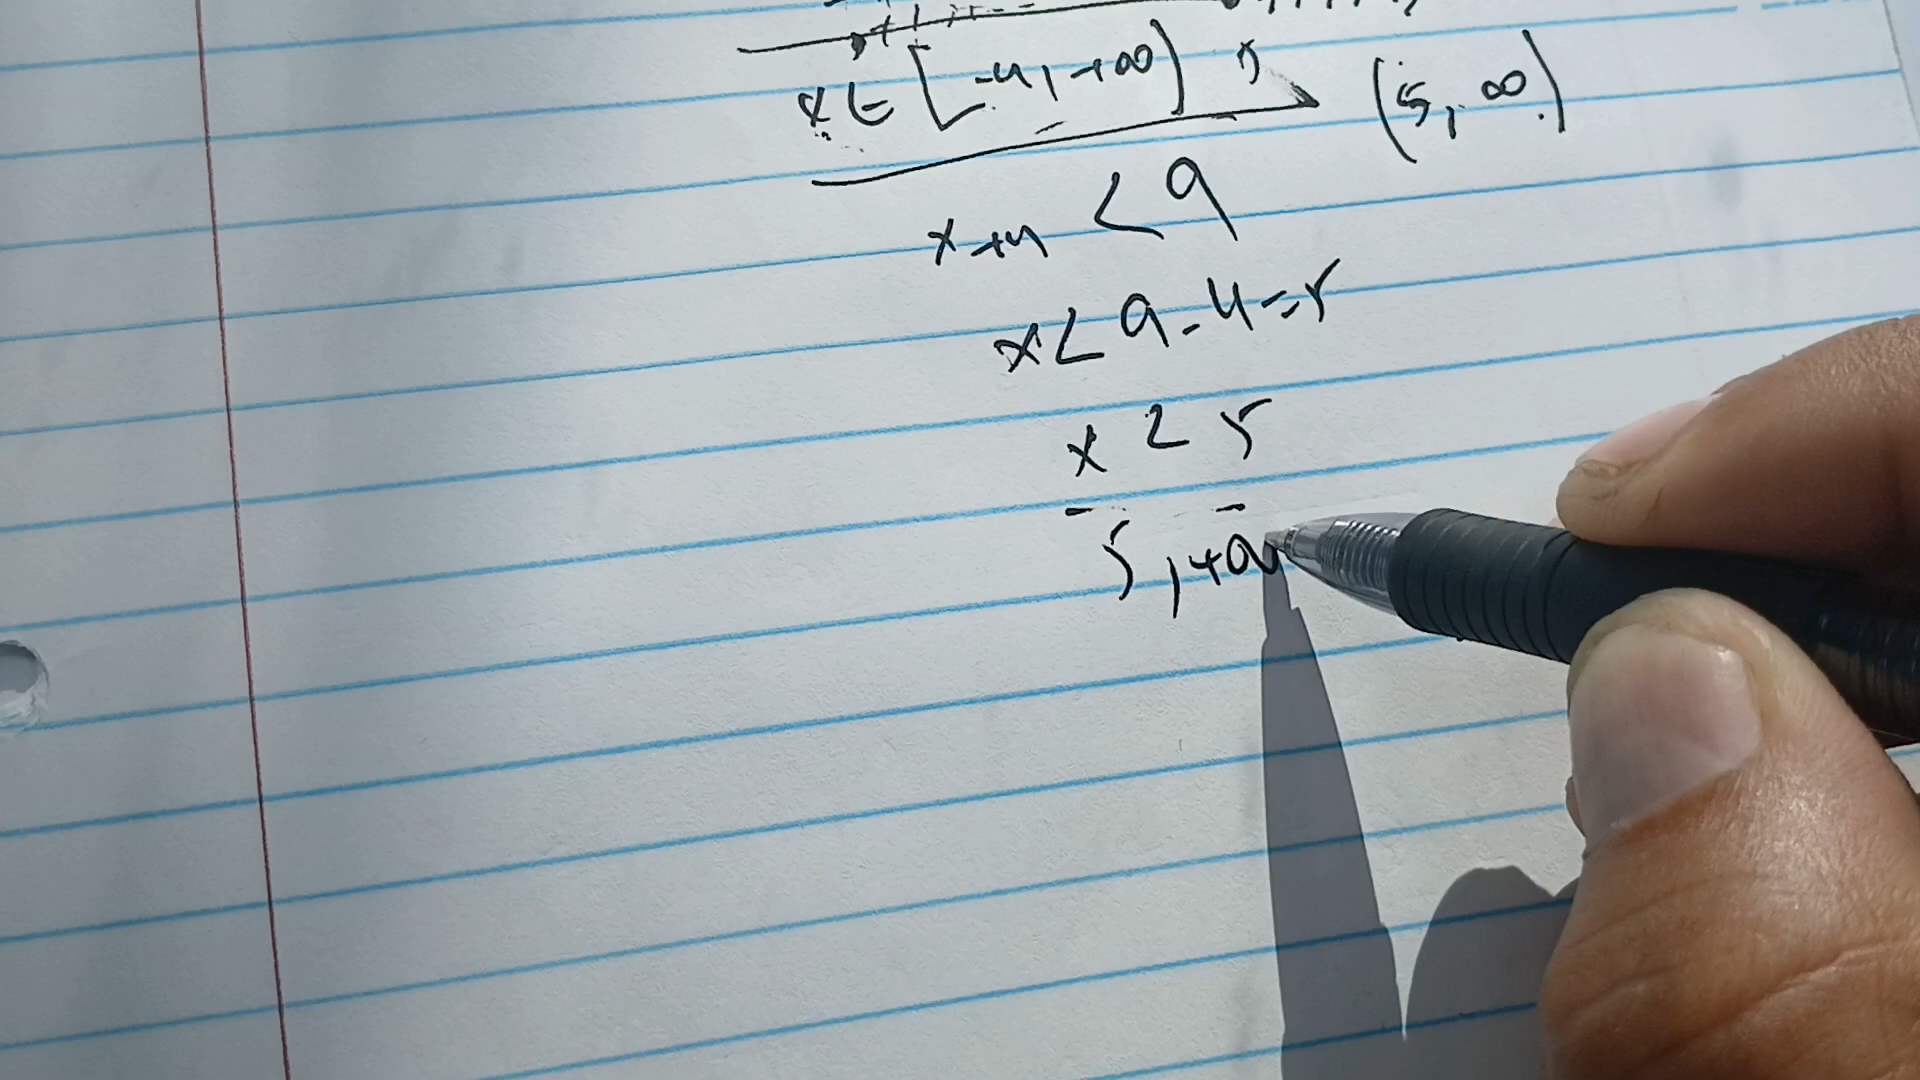 x ∈ [-4, +∞) (5, ∞)
x +4 < 9
x < 9 - 4 = 5
x < 5
5, +∞